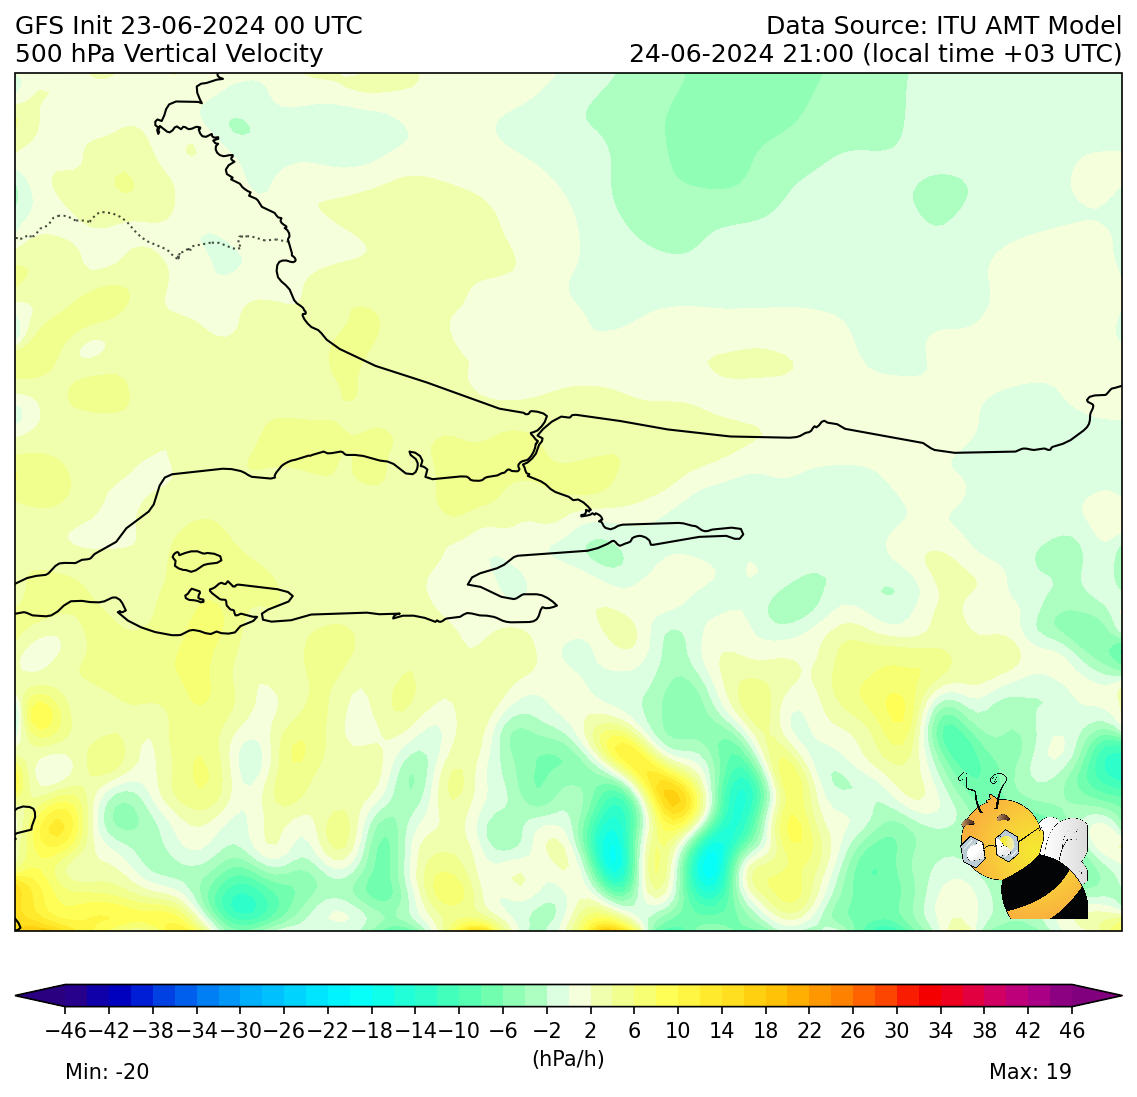 GFS Init 23-06-2024 00 UTC
Data Source: ITU AMT Model
500 hPa Vertical Velocity
24-06-2024 21:00 (local time +03 UTC)
−46 −42 −38 −34 −30 −26 −22 −18 −14 −10 −6 −2 2 6 10 14 18 22 26 30 34 38 42 46
(hPa/h)
Min: -20
Max: 19